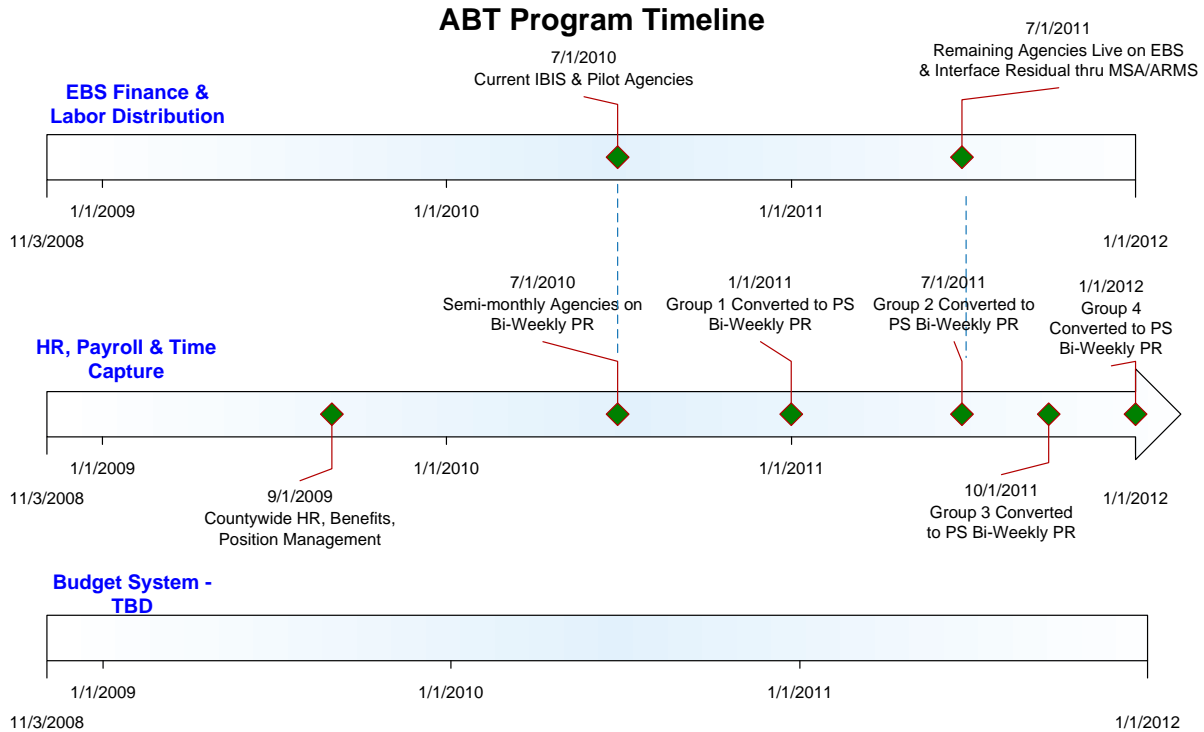 ABT Program Timeline
7/1/2010
Current IBIS & Pilot Agencies
7/1/2011
Remaining Agencies Live on EBS
& Interface Residual thru MSA/ARMS
EBS Finance &
Labor Distribution
1/1/2009
1/1/2010
1/1/2011
11/3/2008
1/1/2012
7/1/2010
Semi-monthly Agencies on
Bi-Weekly PR
1/1/2011
Group 1 Converted to PS
Bi-Weekly PR
7/1/2011
Group 2 Converted to
PS Bi-Weekly PR
1/1/2012
Group 4
Converted to PS
Bi-Weekly PR
HR, Payroll & Time
Capture
1/1/2009
1/1/2010
1/1/2011
11/3/2008
1/1/2012
9/1/2009
Countywide HR, Benefits,
Position Management
10/1/2011
Group 3 Converted
to PS Bi-Weekly PR
Budget System -
TBD
1/1/2009
1/1/2010
1/1/2011
11/3/2008
1/1/2012